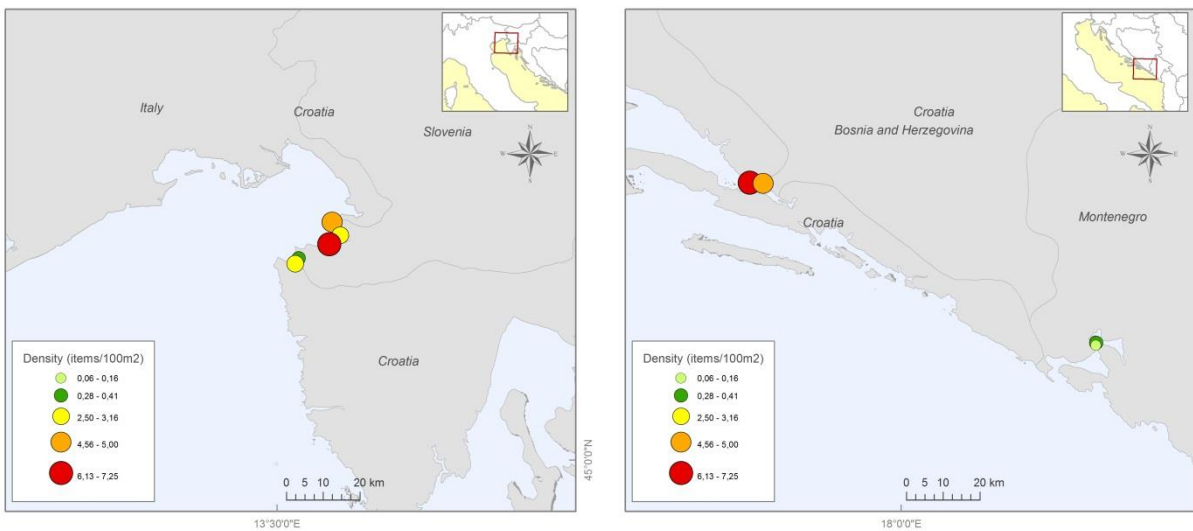 Italy
Croatia
Slovenia
N
W E
S
Croatia
Density (items/100m2)
0,06 - 0,16
0,28 - 0,41
2,50 - 3,16
4,56 - 5,00
6,13 - 7,25
0 5 10 20 km
45°0'0"N
13°30'0"E
Croatia
Bosnia and Herzegovina
N
W E
S
Croatia
Montenegro
Density (items/100m2)
0,06 - 0,16
0,28 - 0,41
2,50 - 3,16
4,56 - 5,00
6,13 - 7,25
0 5 10 20 km
18°0'0"E